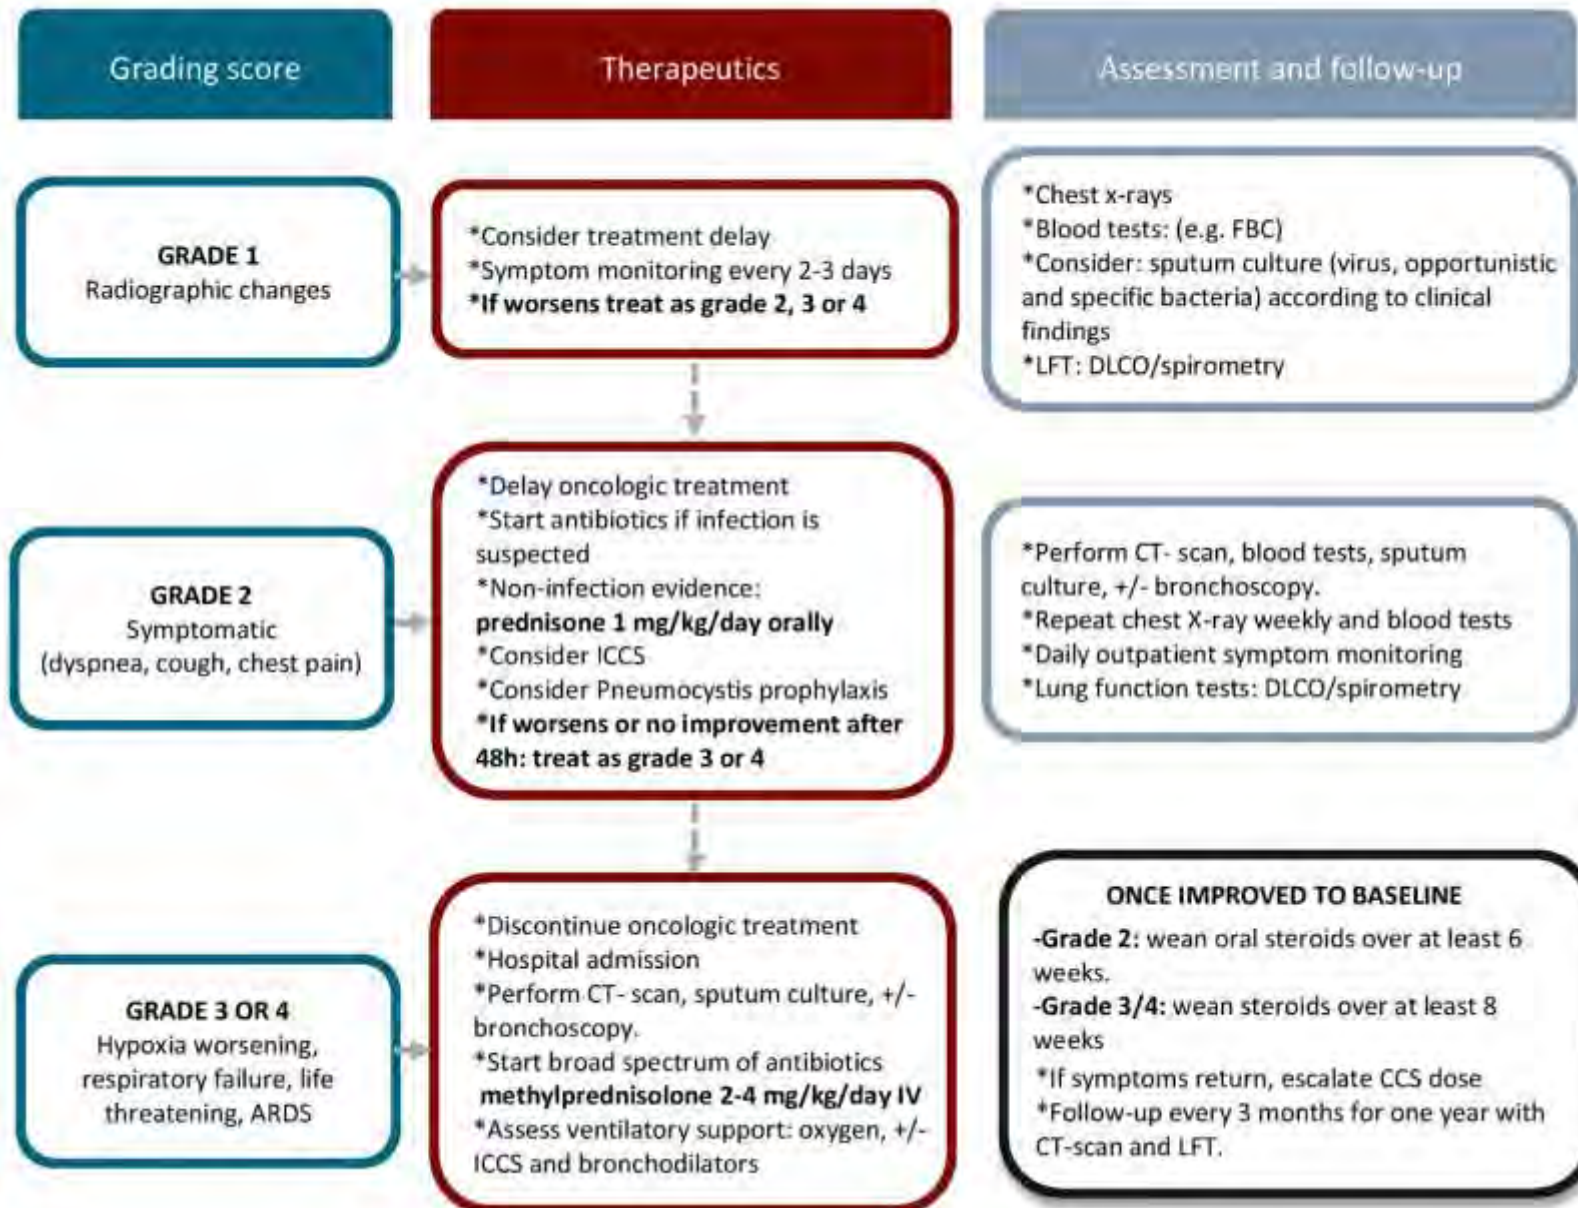 Grading score
Therapeutics
Assessment and follow-up
GRADE 1
Radiographic changes
*Consider treatment delay
*Symptom monitoring every 2-3 days
*If worsens treat as grade 2, 3 or 4
*Chest x-rays
*Blood tests: (e.g. FBC)
*Consider: sputum culture (virus, opportunistic
and specific bacteria) according to clinical
findings
*LFT: DLCO/spirometry
GRADE 2
Symptomatic
(dyspnea, cough, chest pain)
*Delay oncologic treatment
*Start antibiotics if infection is
suspected
*Non-infection evidence:
prednisone 1 mg/kg/day orally
*Consider ICCS
*Consider Pneumocystis prophylaxis
*If worsens or no improvement after
48h: treat as grade 3 or 4
*Perform CT- scan, blood tests, sputum
culture, +/- bronchoscopy.
*Repeat chest X-ray weekly and blood tests
*Daily outpatient symptom monitoring
*Lung function tests: DLCO/spirometry
GRADE 3 OR 4
Hypoxia worsening,
respiratory failure, life
threatening, ARDS
*Discontinue oncologic treatment
*Hospital admission
*Perform CT- scan, sputum culture, +/-
bronchoscopy.
*Start broad spectrum of antibiotics
methylprednisolone 2-4 mg/kg/day IV
*Assess ventilatory support: oxygen, +/-
ICCS and bronchodilators
ONCE IMPROVED TO BASELINE
-Grade 2: wean oral steroids over at least 6
weeks.
-Grade 3/4: wean steroids over at least 8
weeks
*If symptoms return, escalate CCS dose
*Follow-up every 3 months for one year with
CT-scan and LFT.